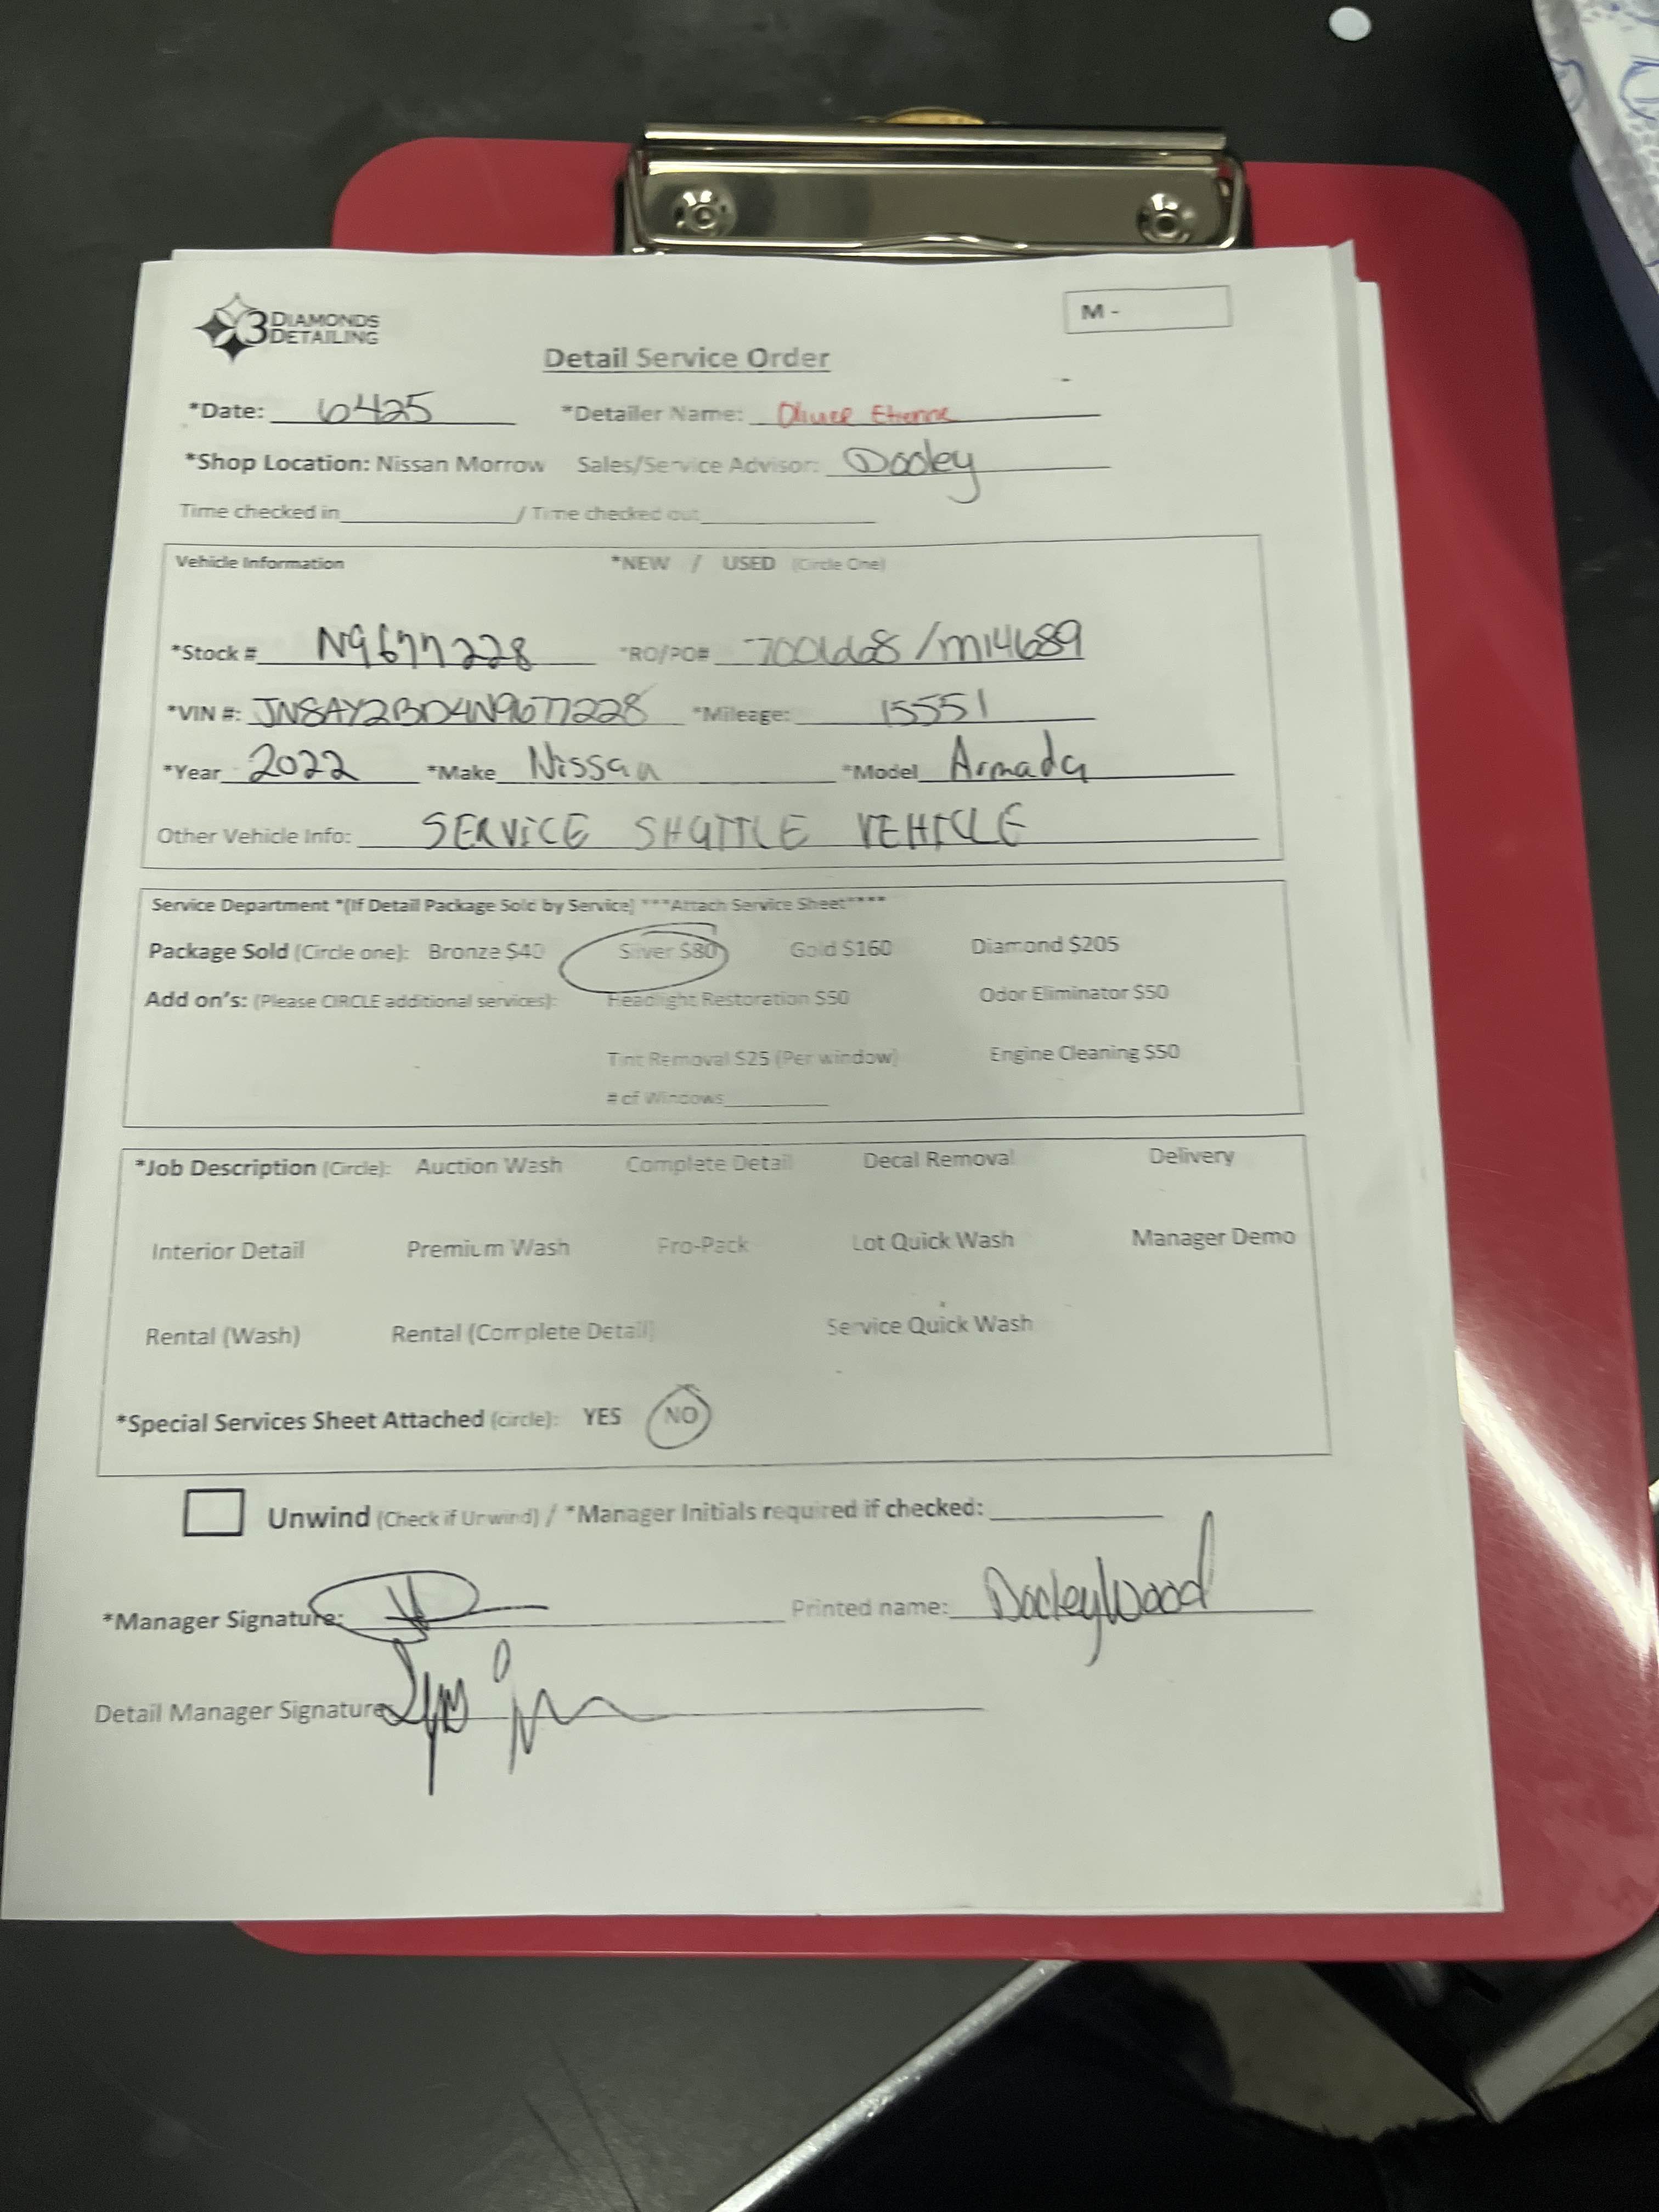 3 DIAMONDS DETAILING
M -
Detail Service Order
*Date: 6425 *Detailer Name: Oliver Etienne
*Shop Location: Nissan Morrow Sales/Service Advisor: Dooley
Time checked in / Time checked out
Vehicle Information *NEW / USED (Circle One)
*Stock # N9677228 *RO/PO# /M14689
*VIN #: JN8AY2BD4N9677228 *Mileage: 15551
*Year 2022 *Make Nissan *Model Armada
Other Vehicle Info: SERVICE SHUTTLE VEHICLE
Service Department *(If Detail Package Sold by Service) ***Attach Service Sheet****
Package Sold (Circle one): Bronze $40 Silver $80 Gold $160 Diamond $205
Add on's: (Please CIRCLE additional services): Headlight Restoration $50 Odor Eliminator $50
Tint Removal $25 (Per window) Engine Cleaning $50
# of Windows
*Job Description (Circle): Auction Wash Complete Detail Decal Removal Delivery
Interior Detail Premium Wash Pro-Pack Lot Quick Wash Manager Demo
Rental (Wash) Rental (Complete Detail) Service Quick Wash
*Special Services Sheet Attached (circle): YES NO
Unwind (Check if Unwind) / *Manager Initials required if checked:
*Manager Signature: Printed name: Dooley Wood
Detail Manager Signature: